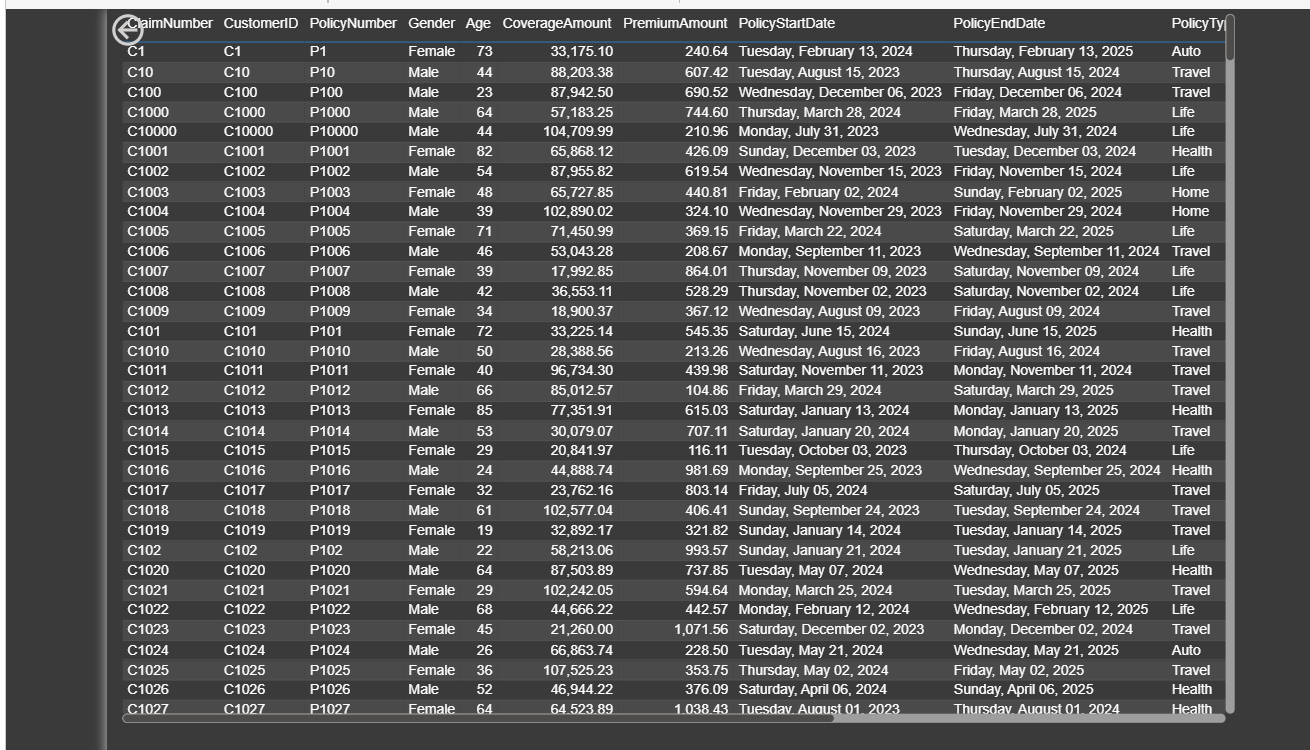 ClaimNumber CustomerID PolicyNumber Gender Age CoverageAmount PremiumAmount PolicyStartDate PolicyEndDate PolicyTy
C1 C1 P1 Female 73 33,175.10 240.64 Tuesday, February 13, 2024 Thursday, February 13, 2025 Auto
C10 C10 P10 Male 44 88,203.38 607.42 Tuesday, August 15, 2023 Thursday, August 15, 2024 Travel
C100 C100 P100 Male 23 87,942.50 690.52 Wednesday, December 06, 2023 Friday, December 06, 2024 Travel
C1000 C1000 P1000 Male 64 57,183.25 744.60 Thursday, March 28, 2024 Friday, March 28, 2025 Life
C10000 C10000 P10000 Male 44 104,709.99 210.96 Monday, July 31, 2023 Wednesday, July 31, 2024 Life
C1001 C1001 P1001 Female 82 65,868.12 426.09 Sunday, December 03, 2023 Tuesday, December 03, 2024 Health
C1002 C1002 P1002 Male 54 87,955.82 619.54 Wednesday, November 15, 2023 Friday, November 15, 2024 Life
C1003 C1003 P1003 Female 48 65,727.85 440.81 Friday, February 02, 2024 Sunday, February 02, 2025 Home
C1004 C1004 P1004 Male 39 102,890.02 324.10 Wednesday, November 29, 2023 Friday, November 29, 2024 Home
C1005 C1005 P1005 Female 71 71,450.99 369.15 Friday, March 22, 2024 Saturday, March 22, 2025 Life
C1006 C1006 P1006 Male 46 53,043.28 208.67 Monday, September 11, 2023 Wednesday, September 11, 2024 Travel
C1007 C1007 P1007 Female 39 17,992.85 864.01 Thursday, November 09, 2023 Saturday, November 09, 2024 Life
C1008 C1008 P1008 Male 42 36,553.11 528.29 Thursday, November 02, 2023 Saturday, November 02, 2024 Life
C1009 C1009 P1009 Female 34 18,900.37 367.12 Wednesday, August 09, 2023 Friday, August 09, 2024 Travel
C101 C101 P101 Female 72 33,225.14 545.35 Saturday, June 15, 2024 Sunday, June 15, 2025 Health
C1010 C1010 P1010 Male 50 28,388.56 213.26 Wednesday, August 16, 2023 Friday, August 16, 2024 Travel
C1011 C1011 P1011 Female 40 96,734.30 439.98 Saturday, November 11, 2023 Monday, November 11, 2024 Travel
C1012 C1012 P1012 Male 66 85,012.57 104.86 Friday, March 29, 2024 Saturday, March 29, 2025 Travel
C1013 C1013 P1013 Female 85 77,351.91 615.03 Saturday, January 13, 2024 Monday, January 13, 2025 Health
C1014 C1014 P1014 Male 53 30,079.07 707.11 Saturday, January 20, 2024 Monday, January 20, 2025 Travel
C1015 C1015 P1015 Female 29 20,841.97 116.11 Tuesday, October 03, 2023 Thursday, October 03, 2024 Life
C1016 C1016 P1016 Male 24 44,888.74 981.69 Monday, September 25, 2023 Wednesday, September 25, 2024 Health
C1017 C1017 P1017 Female 32 23,762.16 803.14 Friday, July 05, 2024 Saturday, July 05, 2025 Travel
C1018 C1018 P1018 Male 61 102,577.04 406.41 Sunday, September 24, 2023 Tuesday, September 24, 2024 Travel
C1019 C1019 P1019 Female 19 32,892.17 321.82 Sunday, January 14, 2024 Tuesday, January 14, 2025 Travel
C102 C102 P102 Male 22 58,213.06 993.57 Sunday, January 21, 2024 Tuesday, January 21, 2025 Life
C1020 C1020 P1020 Male 64 87,503.89 737.85 Tuesday, May 07, 2024 Wednesday, May 07, 2025 Health
C1021 C1021 P1021 Female 29 102,242.05 594.64 Monday, March 25, 2024 Tuesday, March 25, 2025 Travel
C1022 C1022 P1022 Male 68 44,666.22 442.57 Monday, February 12, 2024 Wednesday, February 12, 2025 Life
C1023 C1023 P1023 Female 45 21,260.00 1,071.56 Saturday, December 02, 2023 Monday, December 02, 2024 Travel
C1024 C1024 P1024 Male 26 66,863.74 228.50 Tuesday, May 21, 2024 Wednesday, May 21, 2025 Auto
C1025 C1025 P1025 Female 36 107,525.23 353.75 Thursday, May 02, 2024 Friday, May 02, 2025 Travel
C1026 C1026 P1026 Male 52 46,944.22 376.09 Saturday, April 06, 2024 Sunday, April 06, 2025 Health
C1027 C1027 P1027 Female 64 64,523.89 1,038.43 Tuesday, August 01, 2023 Thursday, August 01, 2024 Health